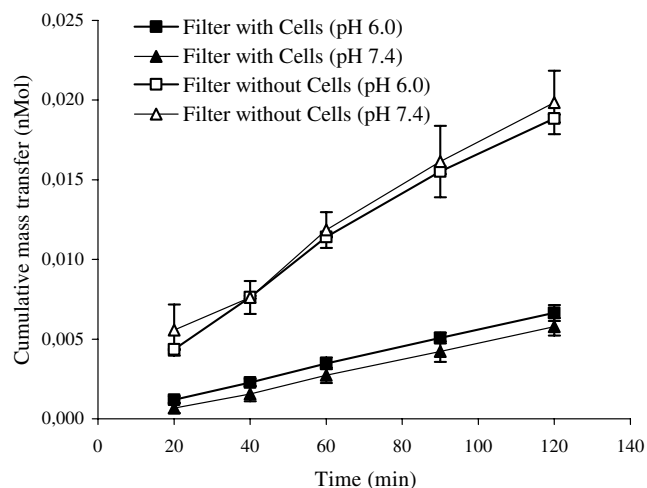 Filter with Cells (pH 6.0)
Filter with Cells (pH 7.4)
Filter without Cells (pH 6.0)
Filter without Cells (pH 7.4)
Cumulative mass transfer (nMol)
0,025
0,020
0,015
0,010
0,005
0,000
0 20 40 60 80 100 120 140
Time (min)